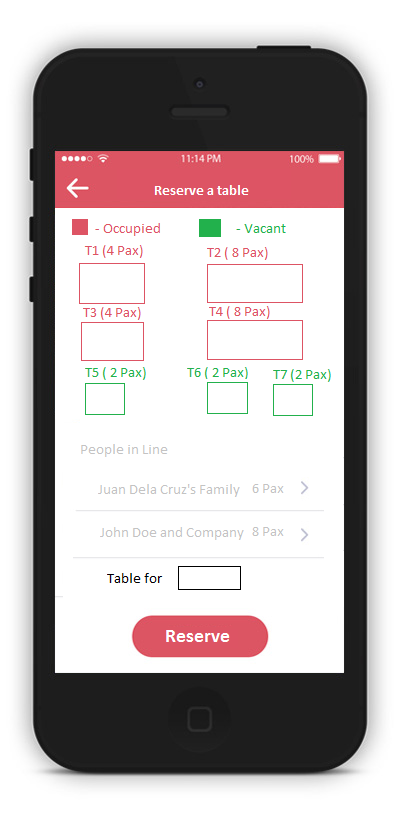 11:14 PM 100%
Reserve a table
- Occupied - Vacant
T1 (4 Pax) T2 ( 8 Pax)
T3 (4 Pax) T4 ( 8 Pax)
T5 ( 2 Pax) T6 ( 2 Pax) T7 (2 Pax)
People in Line
Juan Dela Cruz's Family 6 Pax
John Doe and Company 8 Pax
Table for
Reserve